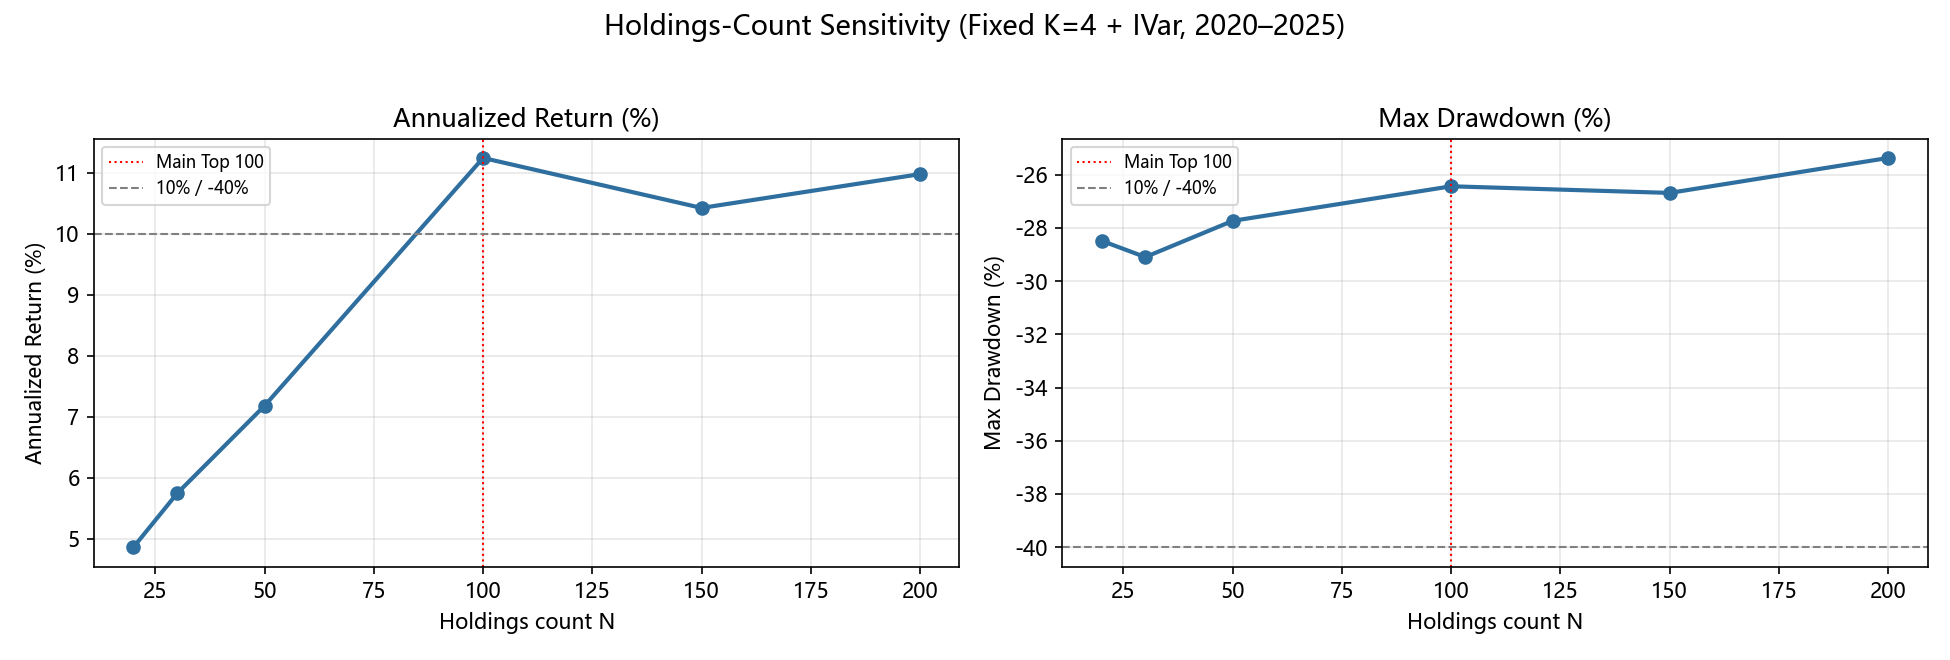 Holdings-Count Sensitivity (Fixed K=4 + IVar, 2020–2025)
Annualized Return (%)
Main Top 100
10% / -40%
Annualized Return (%)
11
10
9
8
7
6
5
25 50 75 100 125 150 175 200
Holdings count N
Max Drawdown (%)
Main Top 100
10% / -40%
Max Drawdown (%)
-26
-28
-30
-32
-34
-36
-38
-40
25 50 75 100 125 150 175 200
Holdings count N